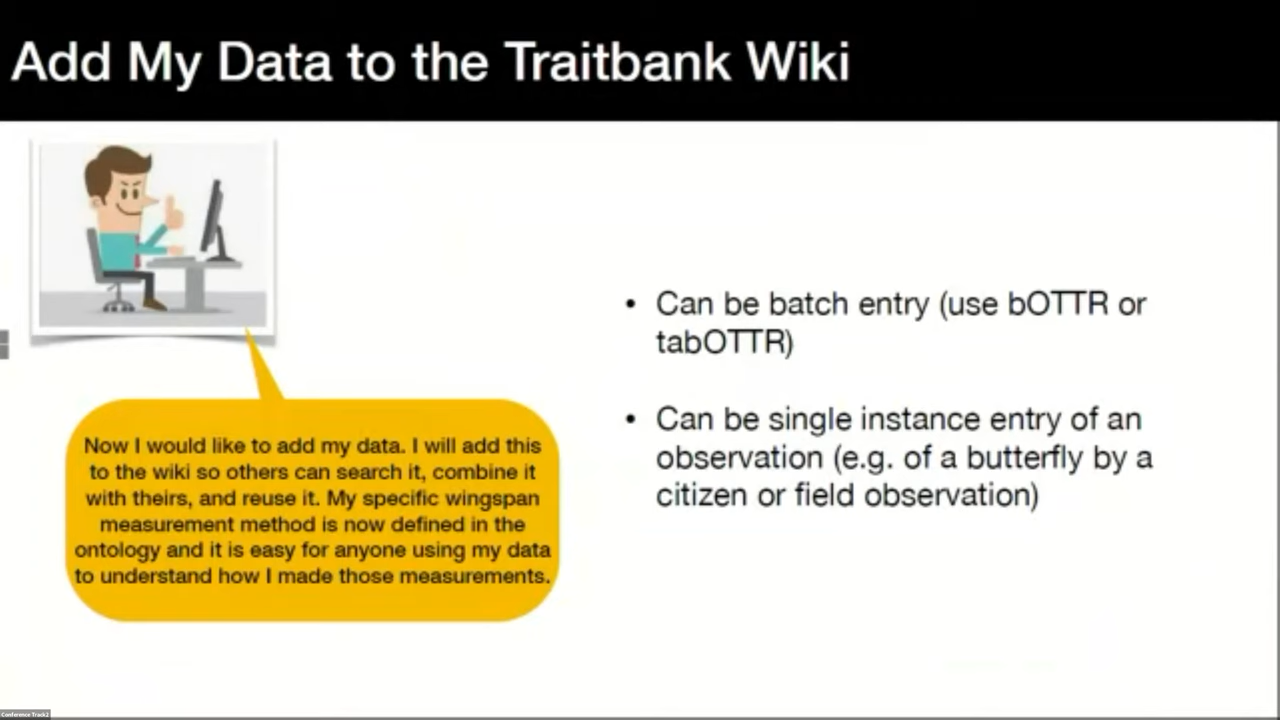 Add My Data to the Traitbank Wiki
Now I would like to add my data. I will add this
to the wiki so others can search it, combine it
with theirs, and reuse it. My specific wingspan
measurement method is now defined in the
ontology and it is easy for anyone using my data
to understand how I made those measurements.
• Can be batch entry (use bOTTR or
tabOTTR)
• Can be single instance entry of an
observation (e.g. of a butterfly by a
citizen or field observation)
Conference Track2